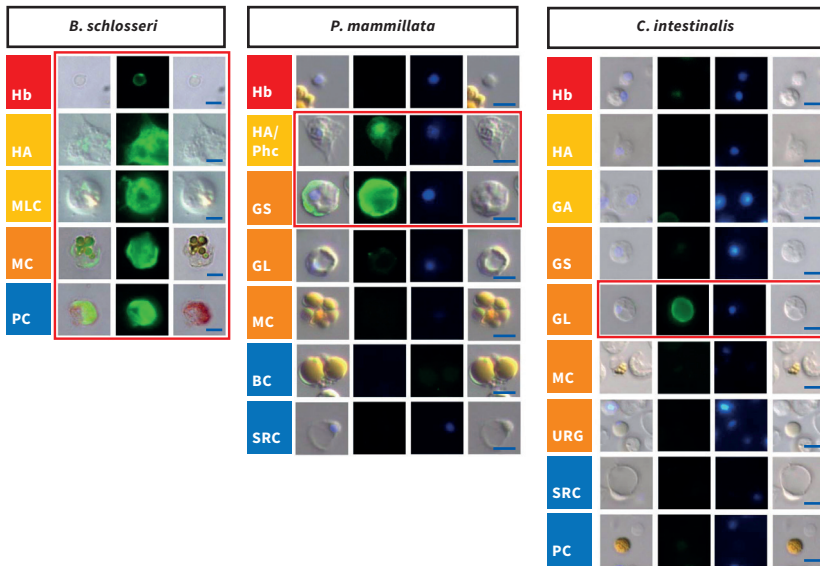 B. schlosseri
Hb
HA
MLC
MC
PC
P. mammillata
Hb
HA/
Phc
GS
GL
MC
BC
SRC
C. intestinalis
Hb
HA
GA
GS
GL
MC
URG
SRC
PC